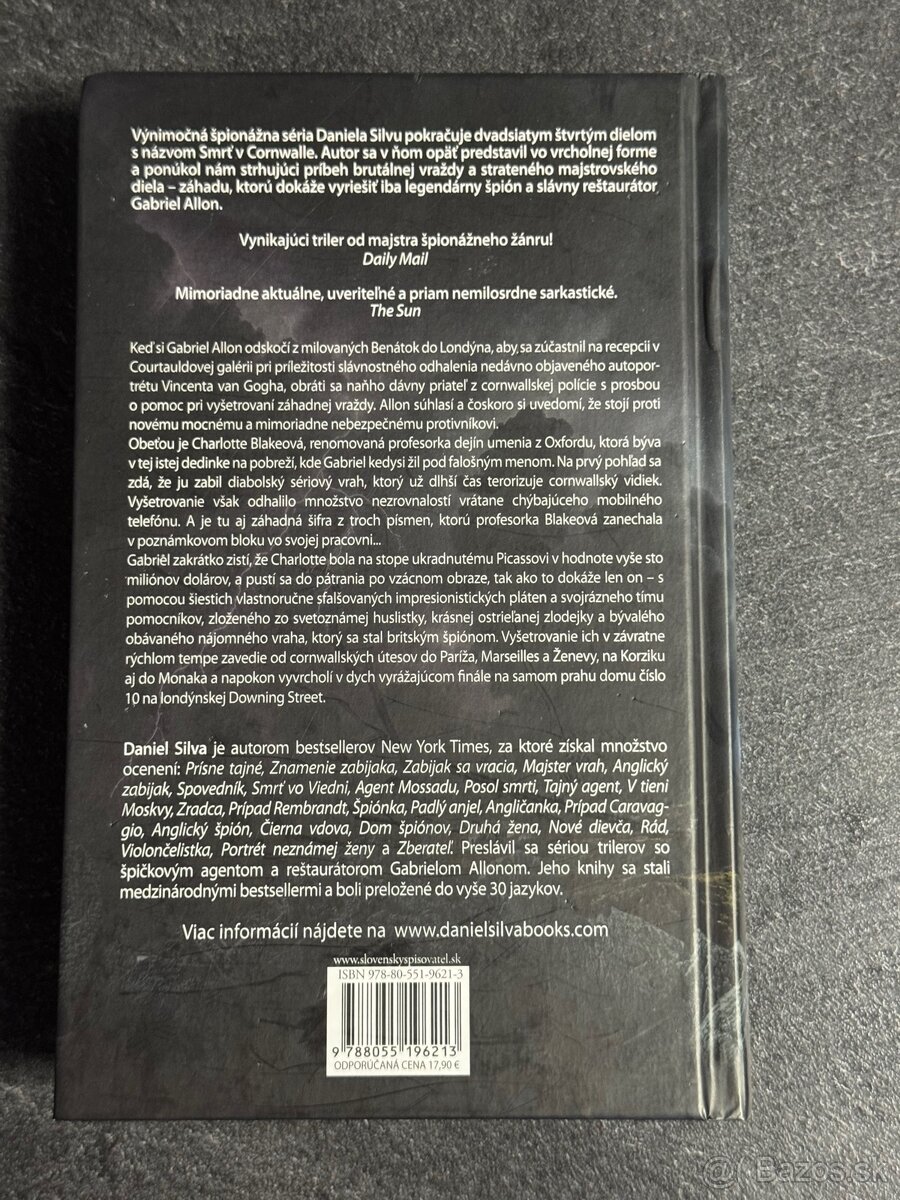 Výnimočná špionážna séria Daniela Silvu pokračuje dvadsiatym štvrtým dielom
s názvom Smrť v Cornwalle. Autor sa v ňom opäť predstavil vo vrcholnej forme
a ponúkol nám strhujúci príbeh brutálnej vraždy a strateného majstrovského
diela – záhadu, ktorú dokáže vyriešiť iba legendárny špión a slávny reštaurátor
Gabriel Allon.
Vynikajúci triler od majstra špionážneho žánru!
Daily Mail
Mimoriadne aktuálne, uveriteľné a priam nemilosrdne sarkastické.
The Sun
Keď si Gabriel Allon odskočí z milovaných Benátok do Londýna, aby sa zúčastnil na recepcii v
Courtauldovej galérii pri príležitosti slávnostného odhalenia nedávno objaveného autopor-
trétu Vincenta van Gogha, obráti sa naňho dávny priateľ z cornwallskej polície s prosbou
o pomoc pri vyšetrovaní záhadnej vraždy. Allon súhlasí a čoskoro si uvedomí, že stojí proti
novému mocnému a mimoriadne nebezpečnému protivníkovi.
Obeťou je Charlotte Blakeová, renomovaná profesorka dejín umenia z Oxfordu, ktorá býva
v tej istej dedinke na pobreží, kde Gabriel kedysi žil pod falošným menom. Na prvý pohľad sa
zdá, že ju zabil diabolský sériový vrah, ktorý už dlhší čas terorizuje cornwallský vidiek.
Vyšetrovanie však odhalilo množstvo nezrovnalostí vrátane chýbajúceho mobilného
telefónu. A je tu aj záhadná šifra z troch písmen, ktorú profesorka Blakeová zanechala
v poznámkovom bloku vo svojej pracovni...
Gabriel zakrátko zistí, že Charlotte bola na stope ukradnutému Picassovi v hodnote vyše sto
miliónov dolárov, a pustí sa do pátrania po vzácnom obraze, tak ako to dokáže len on – s
pomocou šiestich vlastnoručne sfalšovaných impresionistických pláten a svojrázneho tímu
pomocníkov, zloženého zo svetoznámej huslistky, krásnej ostrieľanej zlodejky a bývalého
obávaného nájomného vraha, ktorý sa stal britským špiónom. Vyšetrovanie ich v závratne
rýchlom tempe zavedie od cornwallských útesov do Paríža, Marseilles a Ženevy, na Korziku
aj do Monaka a napokon vyvrcholí v dych vyrážajúcom finále na samom prahu domu číslo
10 na londýnskej Downing Street.
Daniel Silva je autorom bestsellerov New York Times, za ktoré získal množstvo
ocenení: Prísne tajné, Znamenie zabijaka, Zabijak sa vracia, Majster vrah, Anglický
zabijak, Spovedník, Smrť vo Viedni, Agent Mossadu, Posol smrti, Tajný agent, V tieni
Moskvy, Zradca, Prípad Rembrandt, Špiónka, Padlý anjel, Angličanka, Prípad Caravag-
gio, Anglický špión, Čierna vdova, Dom špiónov, Druhá žena, Nové dievča, Rád,
Violončelistka, Portrét neznámej ženy a Zberateľ. Preslávil sa sériou trilerov so
špičkovým agentom a reštaurátorom Gabrielom Allonom. Jeho knihy sa stali
medzinárodnými bestsellermi a boli preložené do vyše 30 jazykov.
Viac informácií nájdete na www.danielsilvabooks.com
www.slovenskyspisovatel.sk
ISBN 978-80-551-9621-3
9 788055 196213
ODPORÚČANÁ CENA 17,90 €
@ Bazos.sk